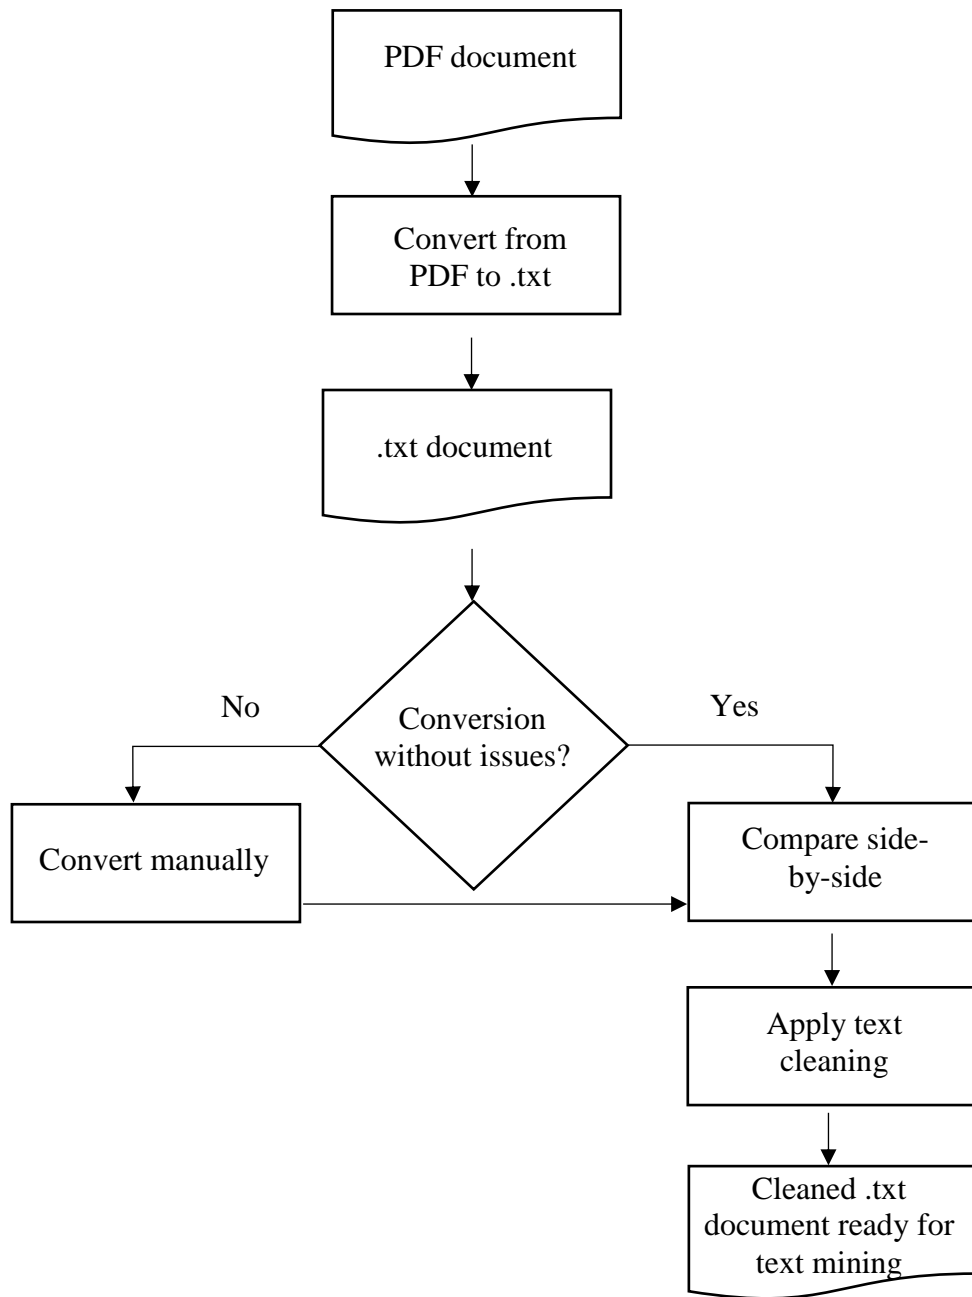 PDF document
Convert from
PDF to .txt
.txt document
No
Yes
Conversion
without issues?
Convert manually
Compare side-
by-side
Apply text
cleaning
Cleaned .txt
document ready for
text mining